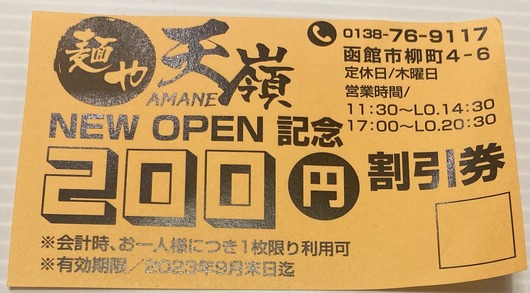 麺や 天嶺
AMANE
0138-76-9117
函館市柳町4-6
定休日/木曜日
営業時間/
11:30~LO.14:30
17:00~LO.20:30
NEW OPEN 記念
200円 割引券
※会計時、お一人様につき1枚限り利用可
※有効期限/2023年9月末日迄